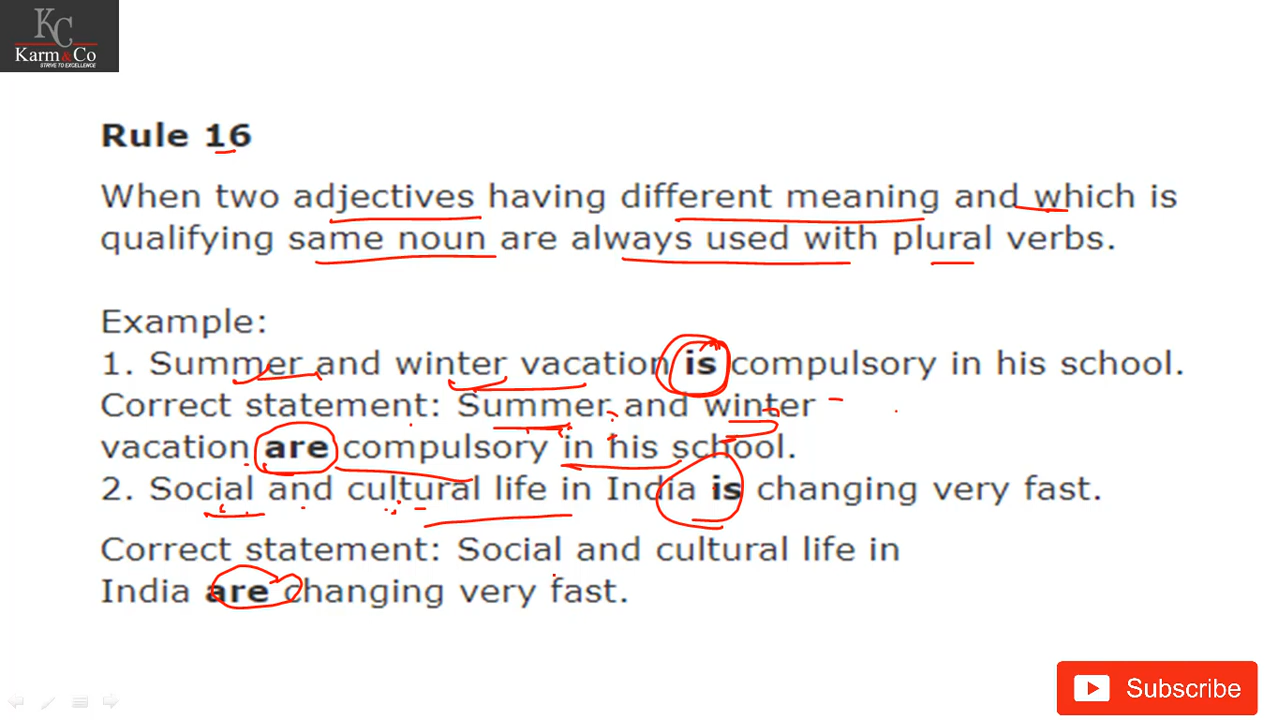 KC
Karm&Co
STRIVE TO EXCELLENCE
Rule 16
When two adjectives having different meaning and which is
qualifying same noun are always used with plural verbs.
Example:
1. Summer and winter vacation is compulsory in his school.
Correct statement: Summer and winter
vacation are compulsory in his school.
2. Social and cultural life in India is changing very fast.
Correct statement: Social and cultural life in
India are changing very fast.
Subscribe